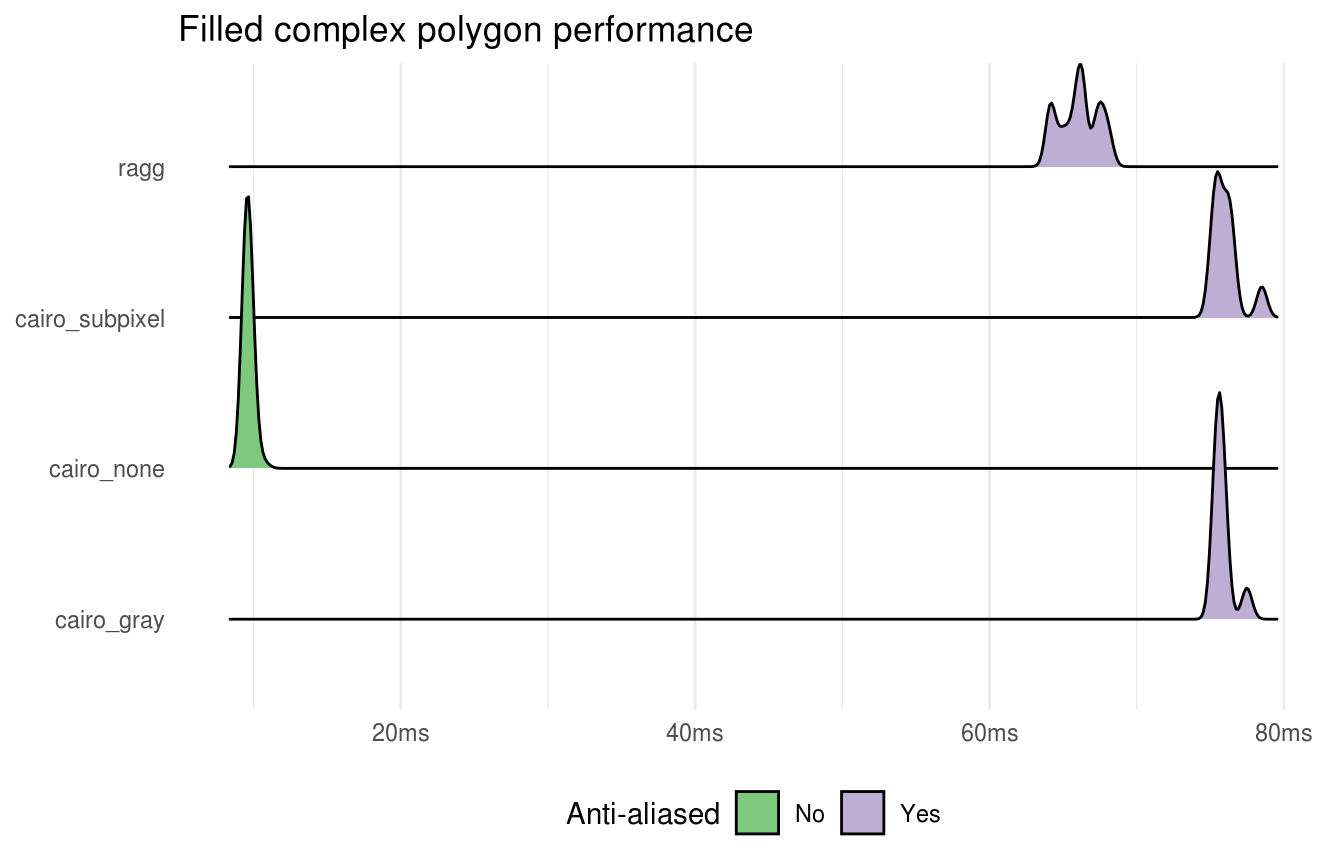 Filled complex polygon performance
ragg
cairo_subpixel
cairo_none
cairo_gray
20ms 40ms 60ms 80ms
Anti-aliased No Yes